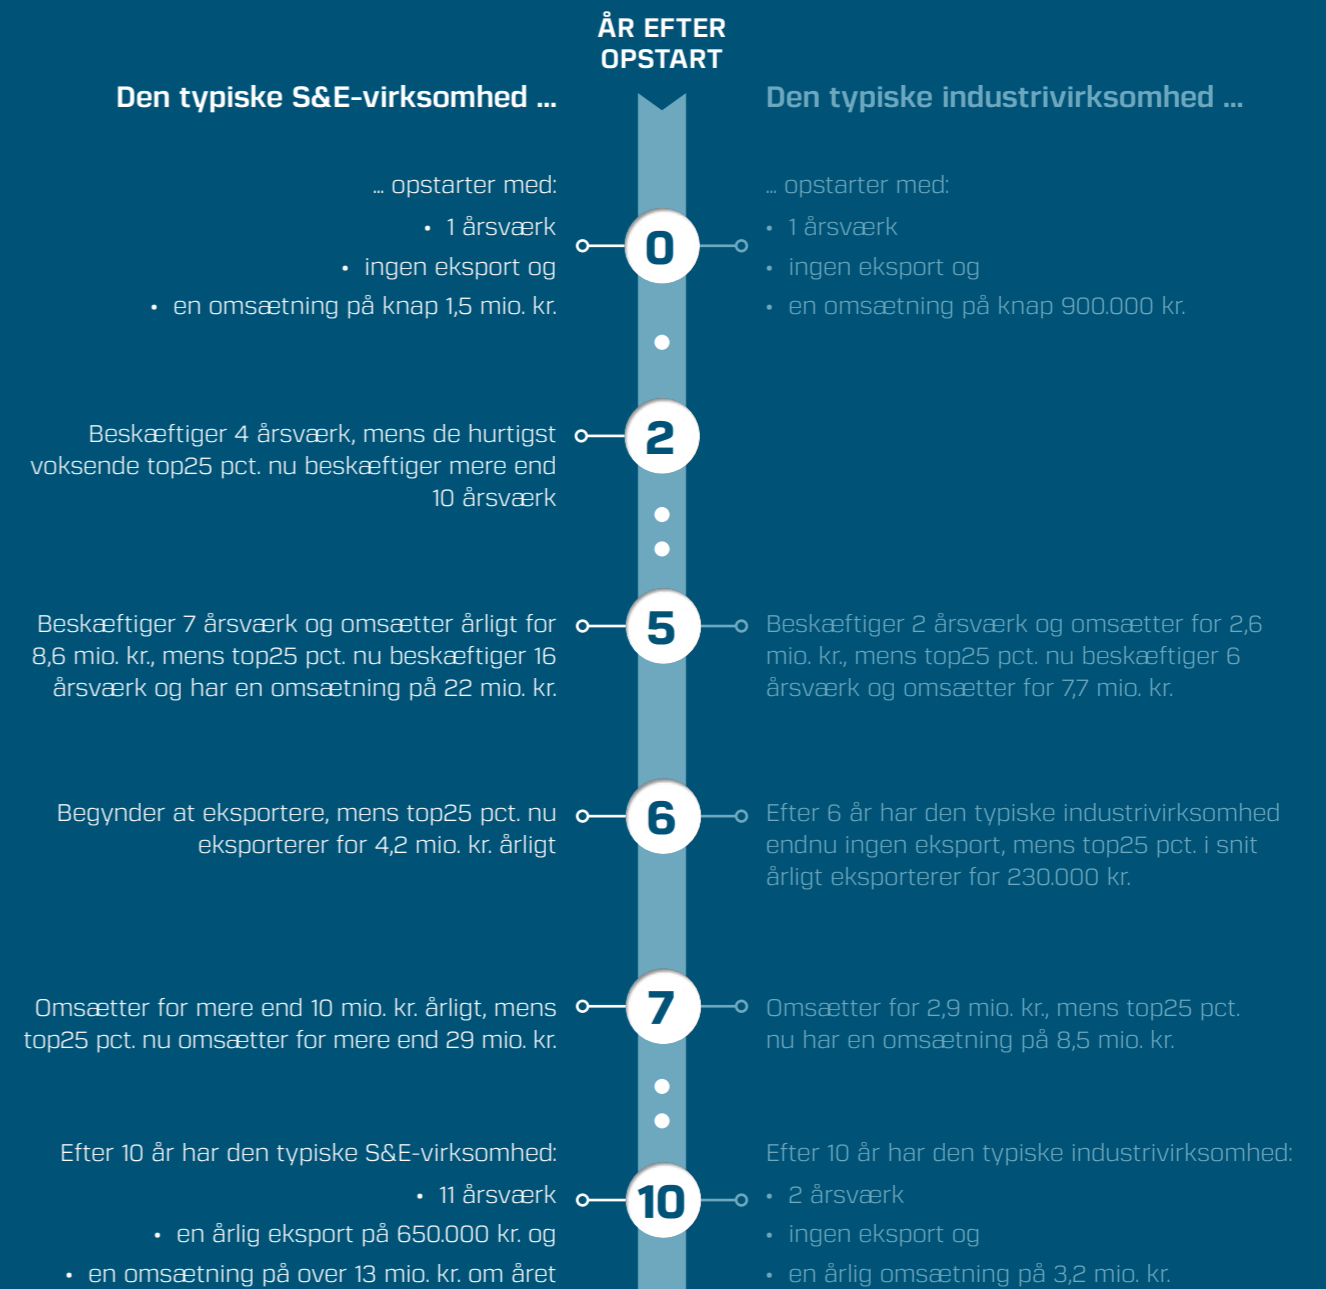 ÅR EFTER
OPSTART
Den typiske S&E-virksomhed ...
Den typiske industrivirksomhed ...
... opstarter med:
• 1 årsværk
• ingen eksport og
• en omsætning på knap 1,5 mio. kr.
0
... opstarter med:
• 1 årsværk
• ingen eksport og
• en omsætning på knap 900.000 kr.
Beskæftiger 4 årsværk, mens de hurtigst
voksende top25 pct. nu beskæftiger mere end
10 årsværk
2
Beskæftiger 7 årsværk og omsætter årligt for
8,6 mio. kr., mens top25 pct. nu beskæftiger 16
årsværk og har en omsætning på 22 mio. kr.
5
Beskæftiger 2 årsværk og omsætter for 2,6
mio. kr., mens top25 pct. nu beskæftiger 6
årsværk og omsætter for 7,7 mio. kr.
Begynder at eksportere, mens top25 pct. nu
eksporterer for 4,2 mio. kr. årligt
6
Efter 6 år har den typiske industrivirksomhed
endnu ingen eksport, mens top25 pct. i snit
årligt eksporterer for 230.000 kr.
Omsætter for mere end 10 mio. kr. årligt, mens
top25 pct. nu omsætter for mere end 29 mio. kr.
7
Omsætter for 2,9 mio. kr., mens top25 pct.
nu har en omsætning på 8,5 mio. kr.
Efter 10 år har den typiske S&E-virksomhed:
• 11 årsværk
• en årlig eksport på 650.000 kr. og
• en omsætning på over 13 mio. kr. om året
10
Efter 10 år har den typiske industrivirksomhed:
• 2 årsværk
• ingen eksport og
• en årlig omsætning på 3,2 mio. kr.